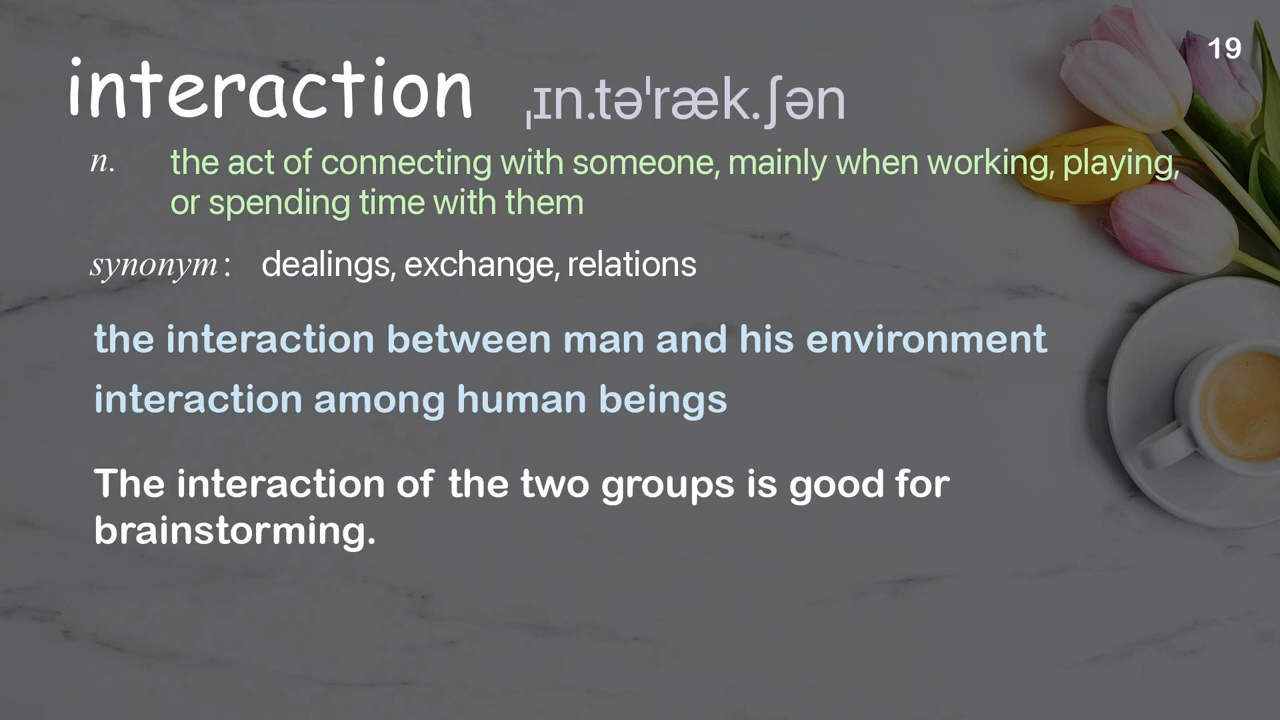 19
interaction ˌɪn.təˈræk.ʃən
n. the act of connecting with someone, mainly when working, playing,
or spending time with them
synonym : dealings, exchange, relations
the interaction between man and his environment
interaction among human beings
The interaction of the two groups is good for
brainstorming.